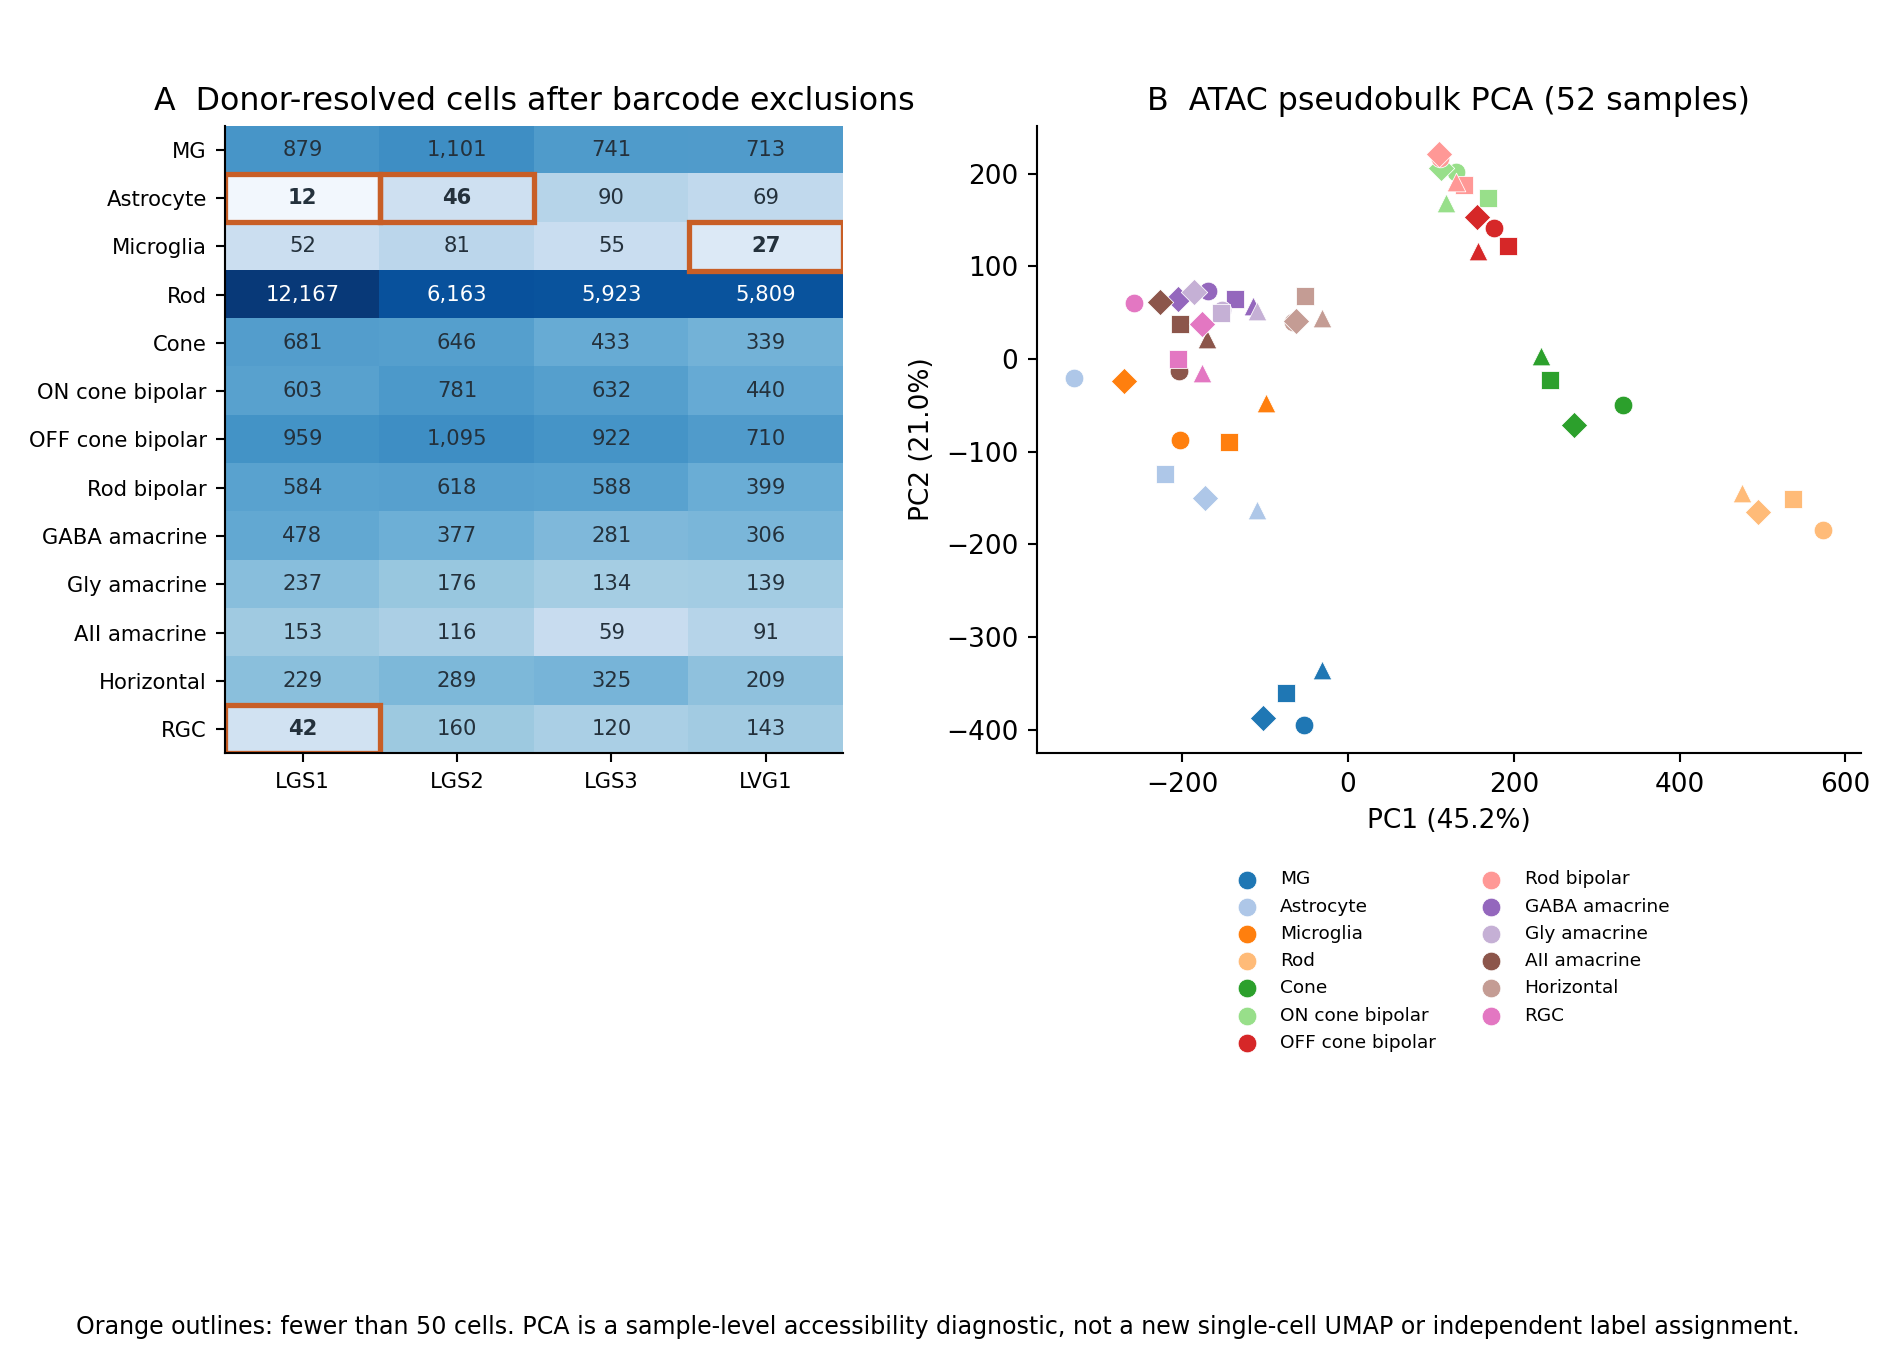 A  Donor-resolved cells after barcode exclusions
MG 879 1,101 741 713
Astrocyte 12 46 90 69
Microglia 52 81 55 27
Rod 12,167 6,163 5,923 5,809
Cone 681 646 433 339
ON cone bipolar 603 781 632 440
OFF cone bipolar 959 1,095 922 710
Rod bipolar 584 618 588 399
GABA amacrine 478 377 281 306
Gly amacrine 237 176 134 139
AII amacrine 153 116 59 91
Horizontal 229 289 325 209
RGC 42 160 120 143
LGS1 LGS2 LGS3 LVG1
B  ATAC pseudobulk PCA (52 samples)
PC2 (21.0%)
200
100
0
−100
−200
−300
−400
−200 0 200 400 600
PC1 (45.2%)
MG
Astrocyte
Microglia
Rod
Cone
ON cone bipolar
OFF cone bipolar
Rod bipolar
GABA amacrine
Gly amacrine
AII amacrine
Horizontal
RGC
Orange outlines: fewer than 50 cells. PCA is a sample-level accessibility diagnostic, not a new single-cell UMAP or independent label assignment.